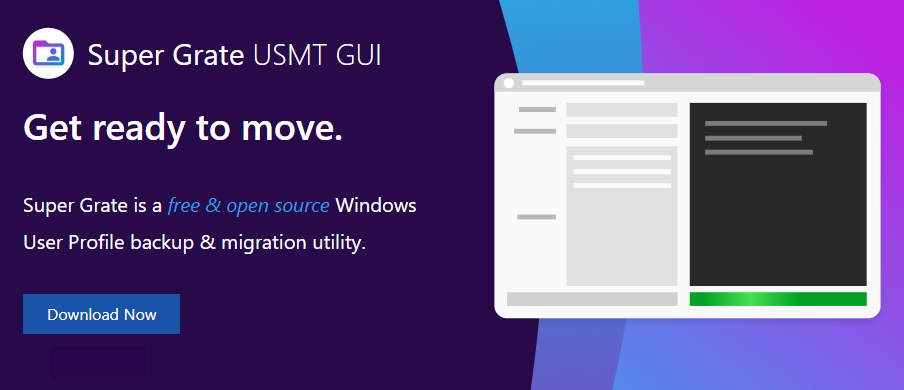 Super Grate USMT GUI
Get ready to move.
Super Grate is a free & open source Windows
User Profile backup & migration utility.
Download Now